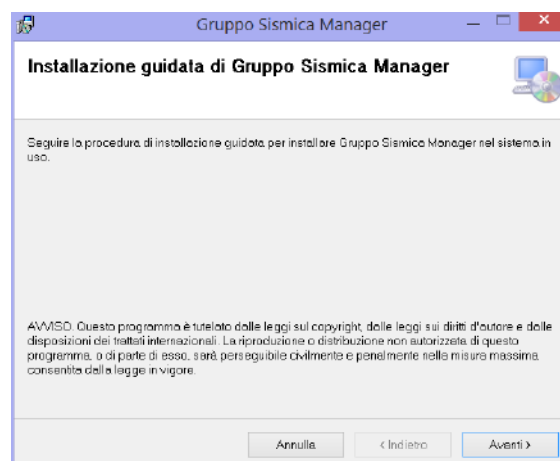 Gruppo Sismica Manager
Installazione guidata di Gruppo Sismica Manager
Seguire la procedura di installazione guidata per installare Gruppo Sismica Manager nel sistema in
uso.
AVVISO. Questo programma è tutelato dalle leggi sul copyright, dalle leggi sui diritti d'autore e dalle
disposizioni dei trattati internazionali. La riproduzione o distribuzione non autorizzata di questo
programma, o di parte di esso, sarà perseguibile civilmente e penalmente nella misura massima
consentita dalla legge in vigore.
Annulla < Indietro Avanti >